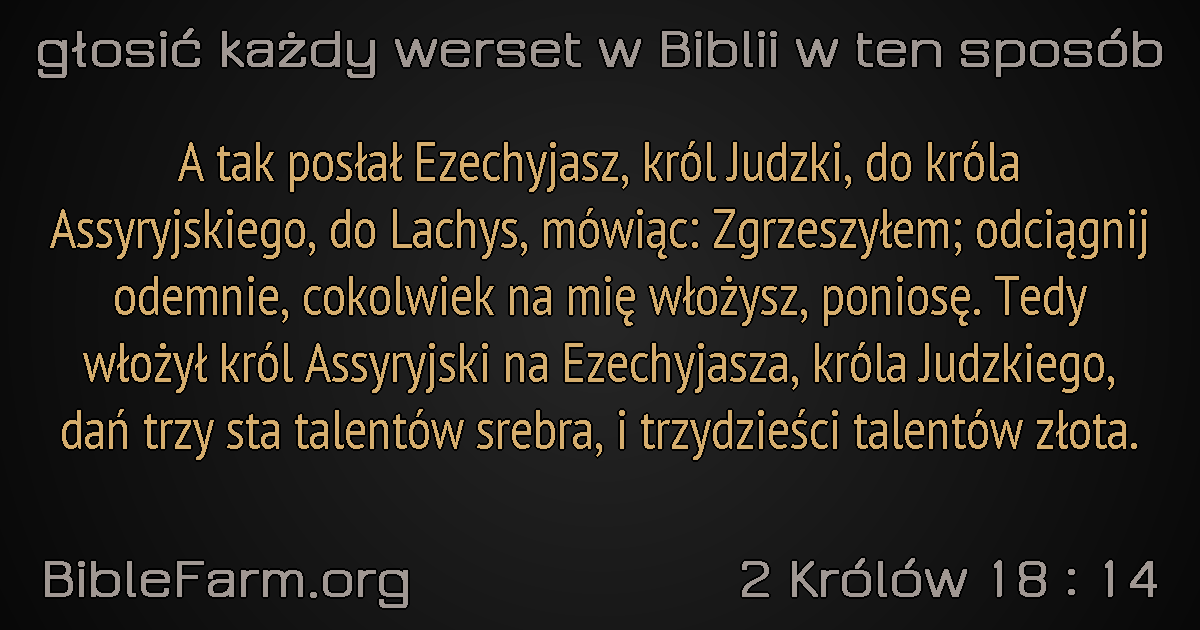 głosić każdy werset w Biblii w ten sposób
A tak posłał Ezechyjasz, król Judzki, do króla
Assyryjskiego, do Lachys, mówiąc: Zgrzeszyłem; odciągnij
odemnie, cokolwiek na mię włożysz, poniosę. Tedy
włożył król Assyryjski na Ezechyjasza, króla Judzkiego,
dań trzy sta talentów srebra, i trzydzieści talentów złota.
BibleFarm.org
2 Królów 18 : 14